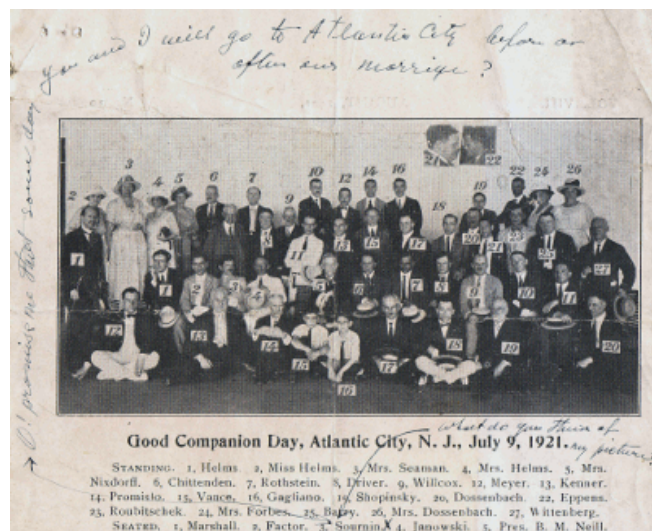 you and I will go to Atlantic City before or
after our morrige?
O! promise me that some day
Good Companion Day, Atlantic City, N. J., July 9, 1921.
what do you think of
my picture
STANDING. 1, Helms. 2, Miss Helms. 3, Mrs. Seaman. 4, Mrs. Helms. 5, Mrs.
Nixdorff. 6, Chittenden. 7, Rothstein. 8, Driver. 9, Willcox. 12, Meyer. 13, Kenner.
14, Promislo. 15, Vance. 16, Gagliano. 19, Shopinsky. 20, Dossenbach. 22, Eppens.
23, Roubitschek. 24, Mrs. Forbes. 25, Barry. 26, Mrs. Dossenbach. 27, Wittenberg.
SEATED. 1, Marshall. 2, Factor. 3, Sournin 4, Janowski. 5, Pres. B. M. Neill.